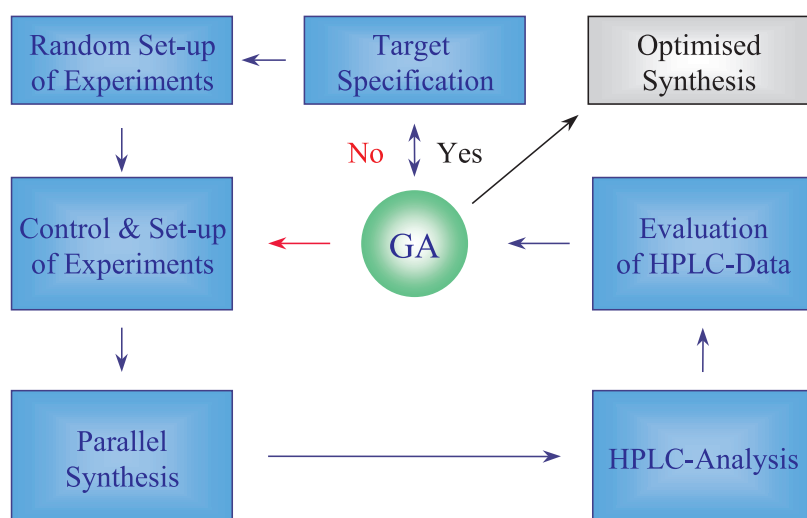 Random Set-up
of Experiments
Target
Specification
Optimised
Synthesis
No
Yes
Control & Set-up
of Experiments
GA
Evaluation
of HPLC-Data
Parallel
Synthesis
HPLC-Analysis